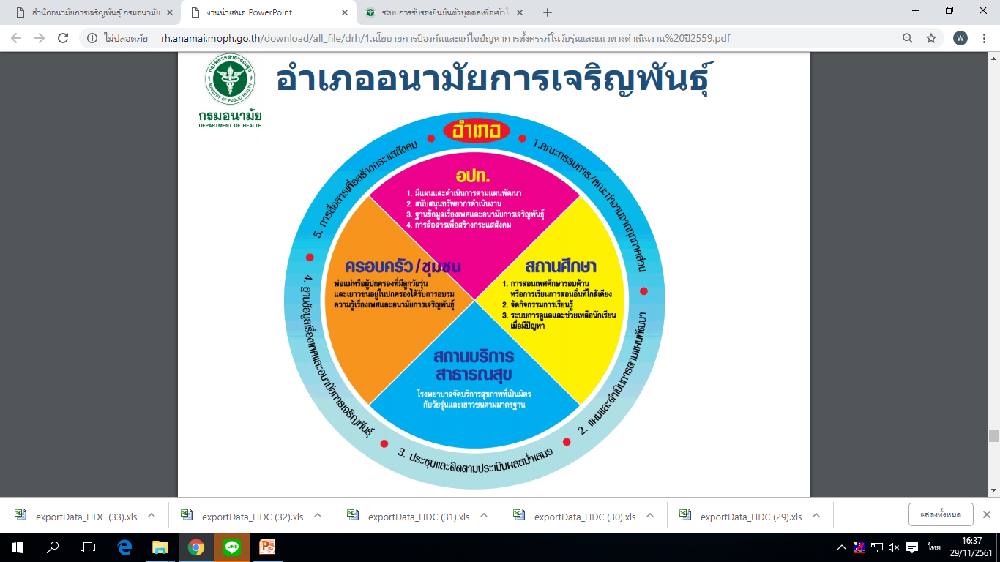 สำนักอนามัยการเจริญพันธุ์ กรมอนามัย
งานนำเสนอ PowerPoint
ระบบการรับรองยืนยันตัวบุคคลเพื่อเข้าใ
ไม่ปลอดภัย
rh.anamai.moph.go.th/download/all_file/drh/1.นโยบายการป้องกันและแก้ไขปัญหาการตั้งครรภ์ในวัยรุ่นและแนวทางดำเนินงาน%20ปี2559.pdf
W
กระทรวงสาธารณสุข
MINISTRY OF PUBLIC HEALTH
กรมอนามัย
DEPARTMENT OF HEALTH
อำเภออนามัยการเจริญพันธุ์
อำเภอ
1.คณะกรรมการ/คณะทำงานจากทุกภาคส่วน
2. แผนและดำเนินการตามแผนพัฒนา
3. ประชุมและติดตามประเมินผลสม่ำเสมอ
4. ฐานข้อมูลเรื่องเพศและอนามัยการเจริญพันธุ์
5. การสื่อสารเพื่อสร้างกระแสสังคม
อปท.
1. มีแผนและดำเนินการตามแผนพัฒนา
2. สนับสนุนทรัพยากรดำเนินงาน
3. ฐานข้อมูลเรื่องเพศและอนามัยการเจริญพันธุ์
4. การสื่อสารเพื่อสร้างกระแสสังคม
ครอบครัว/ชุมชน
พ่อแม่หรือผู้ปกครองที่มีลูกวัยรุ่น
และเยาวชนอยู่ในปกครองได้รับการอบรม
ความรู้เรื่องเพศและอนามัยการเจริญพันธุ์
สถานศึกษา
1. การสอนเพศศึกษารอบด้าน
หรือการเรียนการสอนอื่นที่ใกล้เคียง
2. จัดกิจกรรมการเรียนรู้
3. ระบบการดูแลและช่วยเหลือนักเรียน
เมื่อมีปัญหา
สถานบริการ
สาธารณสุข
โรงพยาบาลจัดบริการสุขภาพที่เป็นมิตร
กับวัยรุ่นและเยาวชนตามมาตรฐาน
exportData_HDC (33).xls
exportData_HDC (32).xls
exportData_HDC (31).xls
exportData_HDC (30).xls
exportData_HDC (29).xls
แสดงทั้งหมด
LINE
ไทย
16:37
29/11/2561